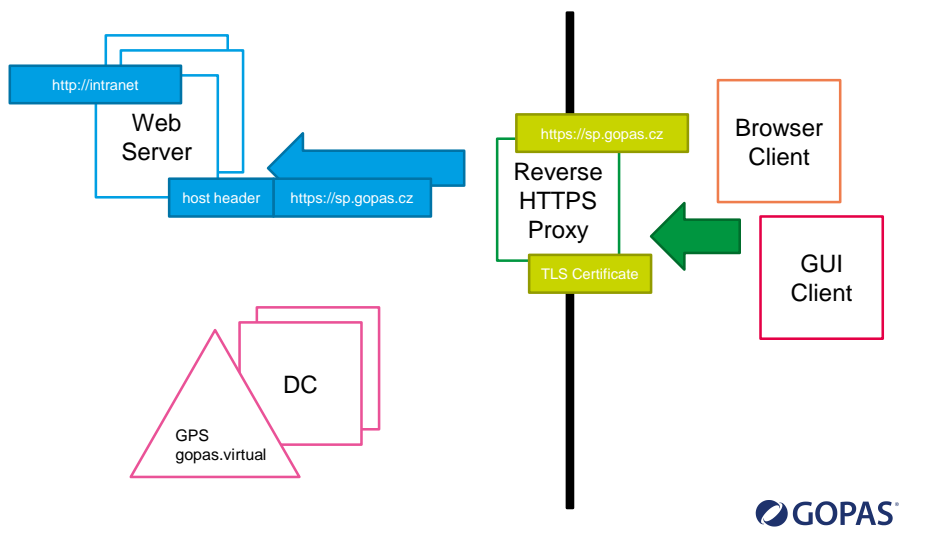 http://intranet
Web
Server
host header
https://sp.gopas.cz
https://sp.gopas.cz
Reverse
HTTPS
Proxy
TLS Certificate
Browser
Client
GUI
Client
DC
GPS
gopas.virtual
GOPAS